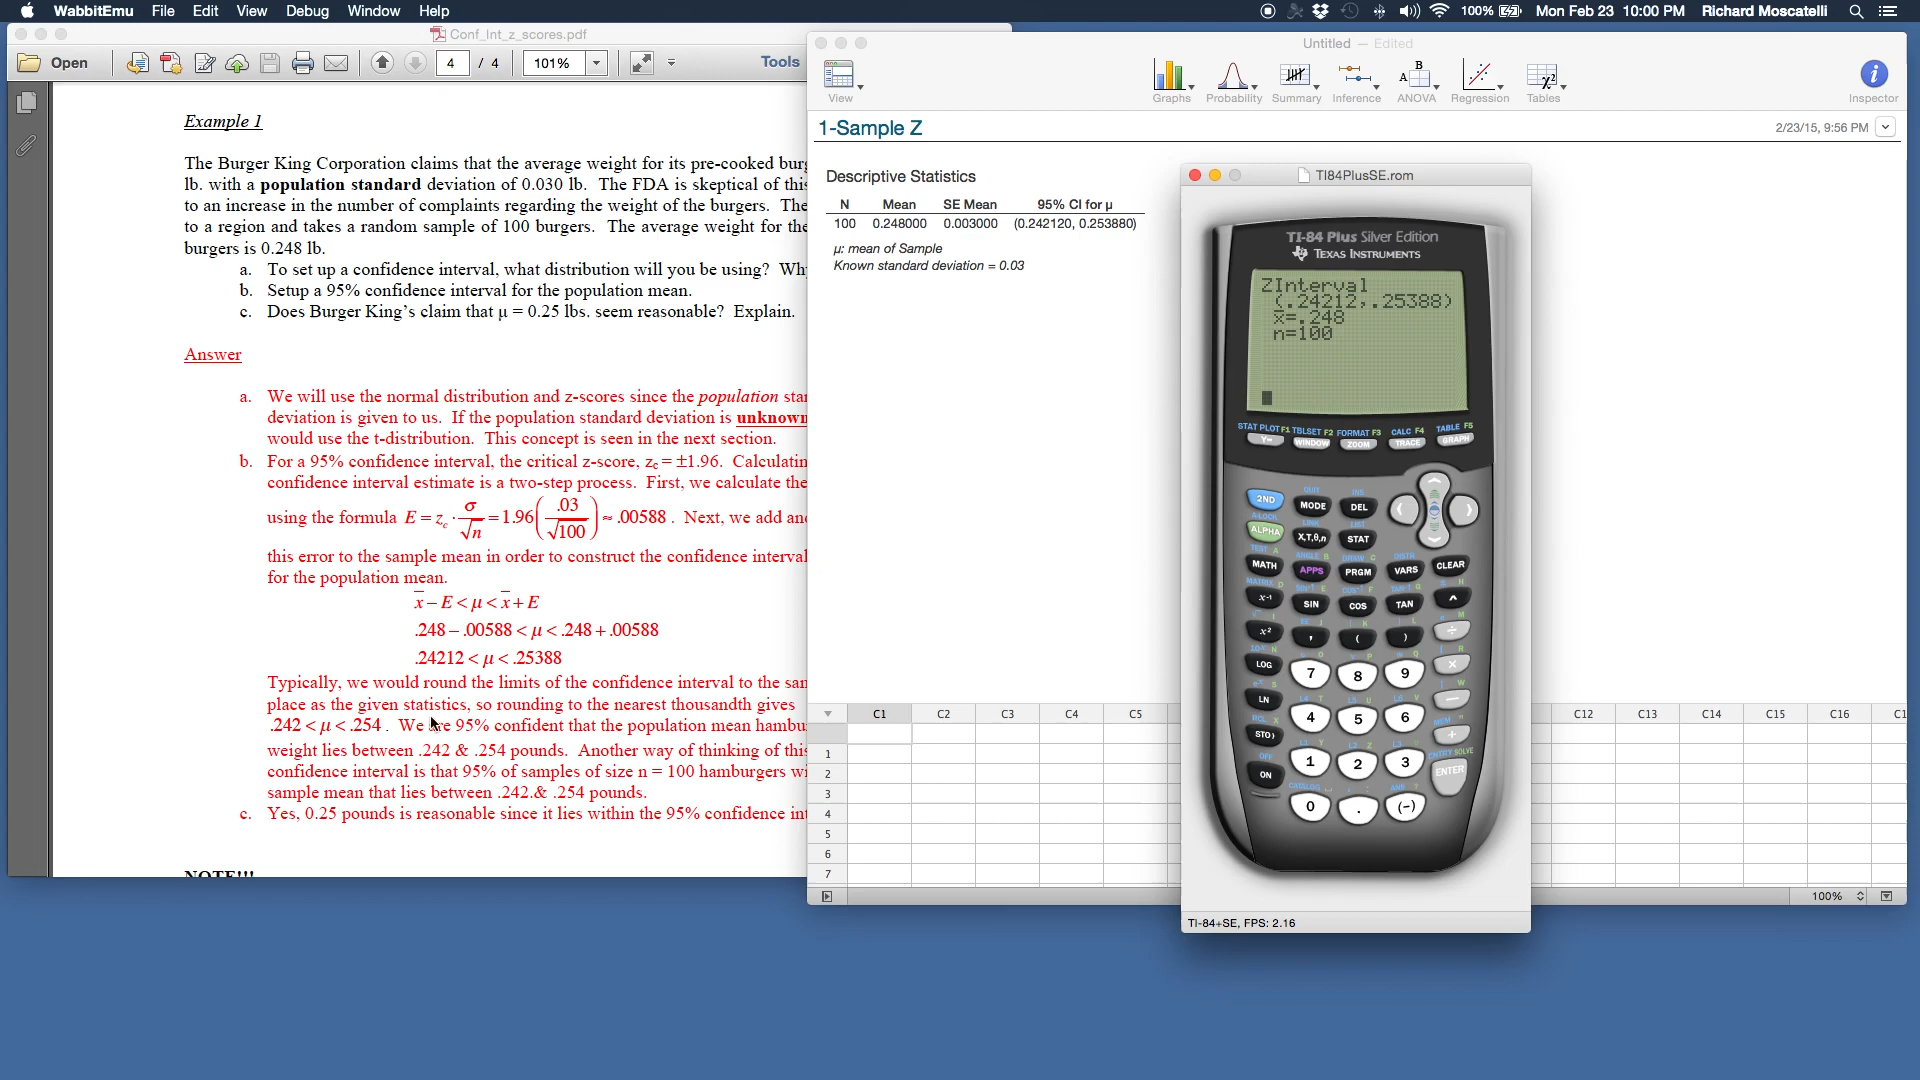 WabbitEmu File Edit View Debug Window Help
100% Mon Feb 23 10:00 PM Richard Moscatelli
Conf_Int_z_scores.pdf
Open 4 / 4 101% Tools
Example 1
The Burger King Corporation claims that the average weight for its pre-cooked
lb. with a population standard deviation of 0.030 lb. The FDA is skeptical of
to an increase in the number of complaints regarding the weight of the burgers.
to a region and takes a random sample of 100 burgers. The average weight for
burgers is 0.248 lb.
a. To set up a confidence interval, what distribution will you be using?
b. Setup a 95% confidence interval for the population mean.
c. Does Burger King's claim that μ = 0.25 lbs. seem reasonable? Explain.
Answer
a. We will use the normal distribution and z-scores since the population
deviation is given to us. If the population standard deviation is unknown
would use the t-distribution. This concept is seen in the next section.
b. For a 95% confidence interval, the critical z-score, zc = ±1.96.
confidence interval estimate is a two-step process. First, we calculate the
using the formula E = zc · σ/√n = 1.96(.03/√100) ≈ .00588 . Next, we add
this error to the sample mean in order to construct the confidence interval
for the population mean.
x̄ – E < μ < x̄ + E
.248 – .00588 < μ < .248 + .00588
.24212 < μ < .25388
Typically, we would round the limits of the confidence interval to the
place as the given statistics, so rounding to the nearest thousandth gives
.242 < μ < .254 . We are 95% confident that the population mean
weight lies between .242 & .254 pounds. Another way of thinking of
confidence interval is that 95% of samples of size n = 100 hamburgers
sample mean that lies between .242.& .254 pounds.
c. Yes, 0.25 pounds is reasonable since it lies within the 95% confidence
NOTE!!!
Untitled — Edited
View Graphs Probability Summary Inference ANOVA Regression Tables Inspector
1-Sample Z 2/23/15, 9:56 PM
Descriptive Statistics
N Mean SE Mean 95% CI for μ
100 0.248000 0.003000 (0.242120, 0.253880)
μ: mean of Sample
Known standard deviation = 0.03
C1 C2 C3 C4 C5 C12 C13 C14 C15 C16
1
2
3
4
5
6
7
100%
TI84PlusSE.rom
TI-84 Plus Silver Edition
TEXAS INSTRUMENTS
ZInterval
(.24212,.25388)
x̄=.248
n=100
STAT PLOT F1 TBLSET F2 FORMAT F3 CALC F4 TABLE F5
Y= WINDOW ZOOM TRACE GRAPH
QUIT INS
2ND MODE DEL
A-LOCK LINK LIST
ALPHA X,T,θ,n STAT
TEST A ANGLE B DRAW C DISTR
MATH APPS PRGM VARS CLEAR
x-1 SIN COS TAN ^
x² , ( ) ÷
LOG 7 8 9 ×
LN 4 5 6 −
STO› 1 2 3 +
OFF ENTRY SOLVE
ON 0 . (-) ENTER
TI-84+SE, FPS: 2.16